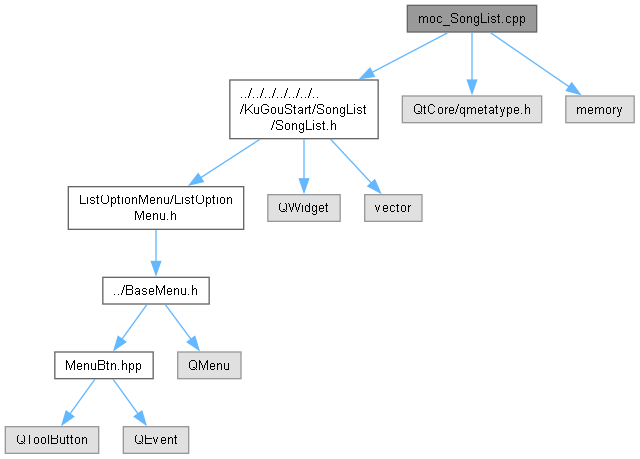 moc_SongList.cpp
../../../../../../..
/KuGouStart/SongList
/SongList.h
QtCore/qmetatype.h
memory
ListOptionMenu/ListOption
Menu.h
QWidget
vector
../BaseMenu.h
MenuBtn.hpp
QMenu
QToolButton
QEvent